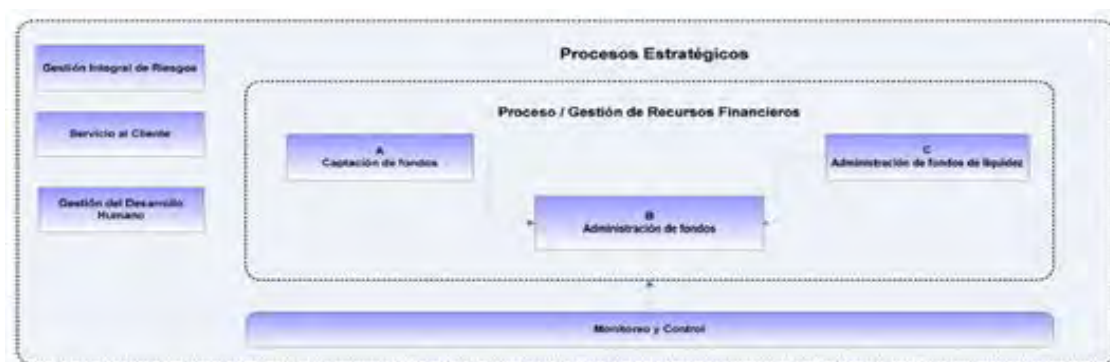 Procesos Estratégicos
Gestión Integral de Riesgos
Servicio al Cliente
Gestión del Desarrollo
Humano
Proceso / Gestión de Recursos Financieros
A
Captación de fondos
C
Administración de fondos de liquidez
B
Administración de fondos
Monitoreo y Control